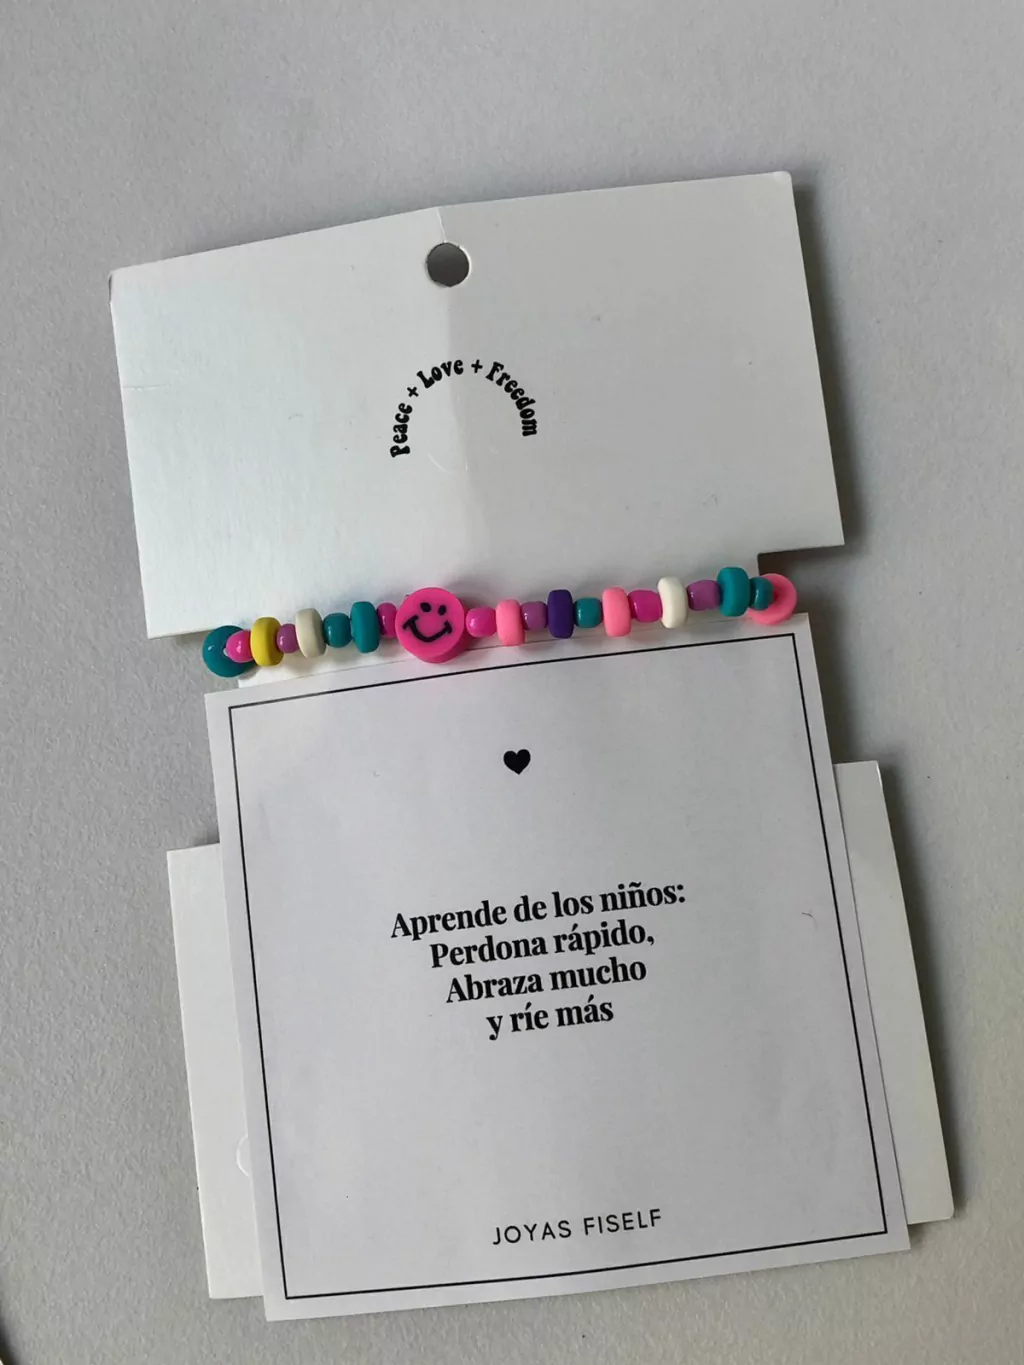 Peace + Love + Freedom
Aprende de los niños:
Perdona rápido,
Abraza mucho
y ríe más
JOYAS FISELF